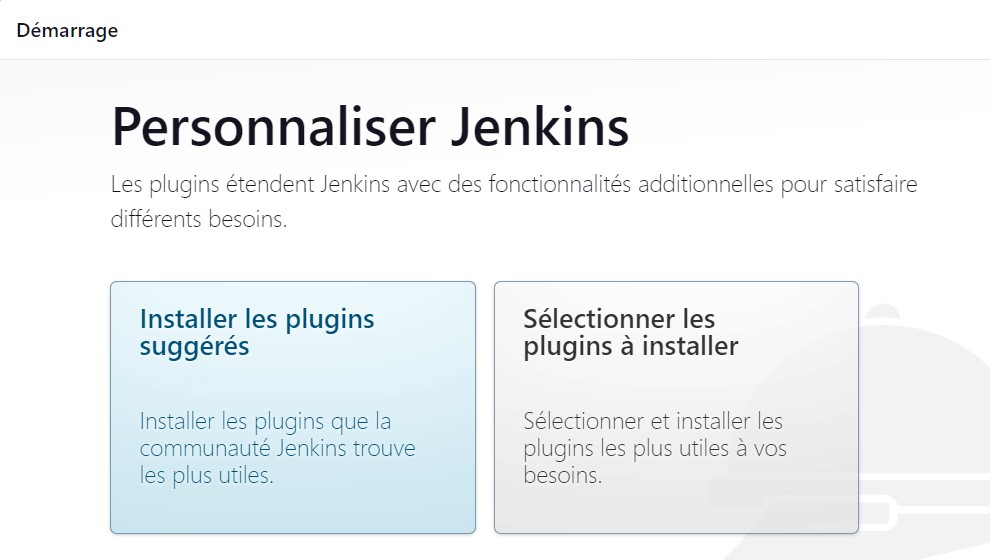 Démarrage
Personnaliser Jenkins
Les plugins étendent Jenkins avec des fonctionnalités additionnelles pour satisfaire
différents besoins.
Installer les plugins
suggérés
Installer les plugins que la
communauté Jenkins trouve
les plus utiles.
Sélectionner les
plugins à installer
Sélectionner et installer les
plugins les plus utiles à vos
besoins.